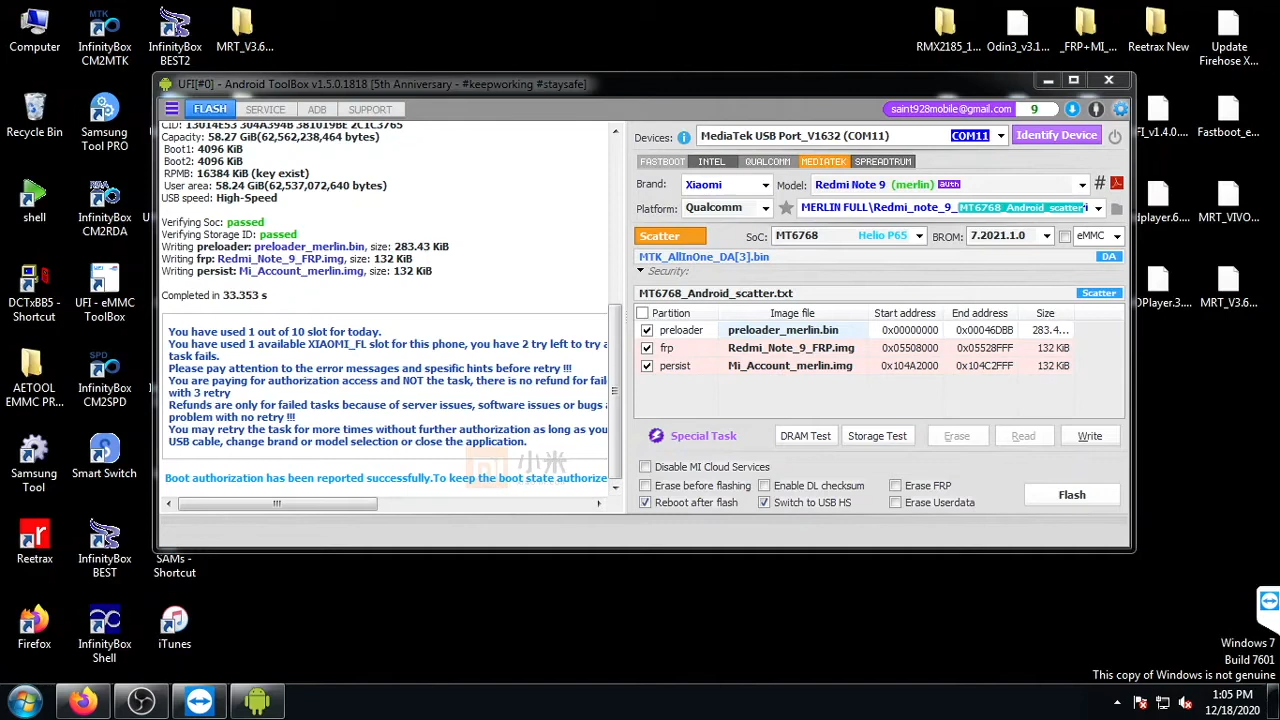 Computer
InfinityBox
CM2MTK
InfinityBox
BEST2
MRT_V3.6...
RMX2185_1...
Odin3_v3.1...
_FRP+MI_...
Reetrax New
Update
Firehose X...
Recycle Bin
Samsung
Tool PRO
shell
InfinityBox
CM2RDA
DCTxBB5 -
Shortcut
UFI - eMMC
ToolBox
AETOOL
EMMC PR...
InfinityBox
CM2SPD
Samsung
Tool
Smart Switch
Reetrax
InfinityBox
BEST
SAMs -
Shortcut
Firefox
InfinityBox
Shell
iTunes
FI_v1.4.0....
Fastboot_e...
dplayer.6....
MRT_VIVO...
DPlayer.3....
MRT_V3.6...
UFI[#0] - Android ToolBox v1.5.0.1818 [5th Anniversary - #keepworking #staysafe]
FLASH SERVICE ADB SUPPORT
saint928mobile@gmail.com 9
CID: 13014E53 304A394B 381019BE 2C1C3765
Capacity: 58.27 GiB(62,562,238,464 bytes)
Boot1: 4096 KiB
Boot2: 4096 KiB
RPMB: 16384 KiB (key exist)
User area: 58.24 GiB(62,537,072,640 bytes)
USB speed: High-Speed
Verifying Soc: passed
Verifying Storage ID: passed
Writing preloader: preloader_merlin.bin, size: 283.43 KiB
Writing frp: Redmi_Note_9_FRP.img, size: 132 KiB
Writing persist: Mi_Account_merlin.img, size: 132 KiB
Completed in 33.353 s
You have used 1 out of 10 slot for today.
You have used 1 available XIAOMI_FL slot for this phone, you have 2 try left to try a
task fails.
Please pay attention to the error messages and spesific hints before retry !!!
You are paying for authorization access and NOT the task, there is no refund for faile
with 3 retry
Refunds are only for failed tasks because of server issues, software issues or bugs a
problem with no retry !!!
You may retry the task for more times without further authorization as long as you
USB cable, change brand or model selection or close the application.
小米
Boot authorization has been reported successfully.To keep the boot state authorize
Devices: MediaTek USB Port_V1632 (COM11) COM11 Identify Device
FASTBOOT INTEL QUALCOMM MEDIATEK SPREADTRUM
Brand: Xiaomi Model: Redmi Note 9 (merlin) auth #
Platform: Qualcomm MERLIN FULL\Redmi_note_9_MT6768_Android_scatter
Scatter SoC: MT6768 Helio P65 BROM: 7.2021.1.0 eMMC
MTK_AllInOne_DA[3].bin DA
Security:
MT6768_Android_scatter.txt Scatter
Partition Image file Start address End address Size
preloader preloader_merlin.bin 0x00000000 0x00046DBB 283.4...
frp Redmi_Note_9_FRP.img 0x05508000 0x05528FFF 132 KiB
persist Mi_Account_merlin.img 0x104A2000 0x104C2FFF 132 KiB
Special Task DRAM Test Storage Test Erase Read Write
Disable MI Cloud Services
Erase before flashing Enable DL checksum Erase FRP
Reboot after flash Switch to USB HS Erase Userdata
Flash
Windows 7
Build 7601
This copy of Windows is not genuine
1:05 PM
12/18/2020